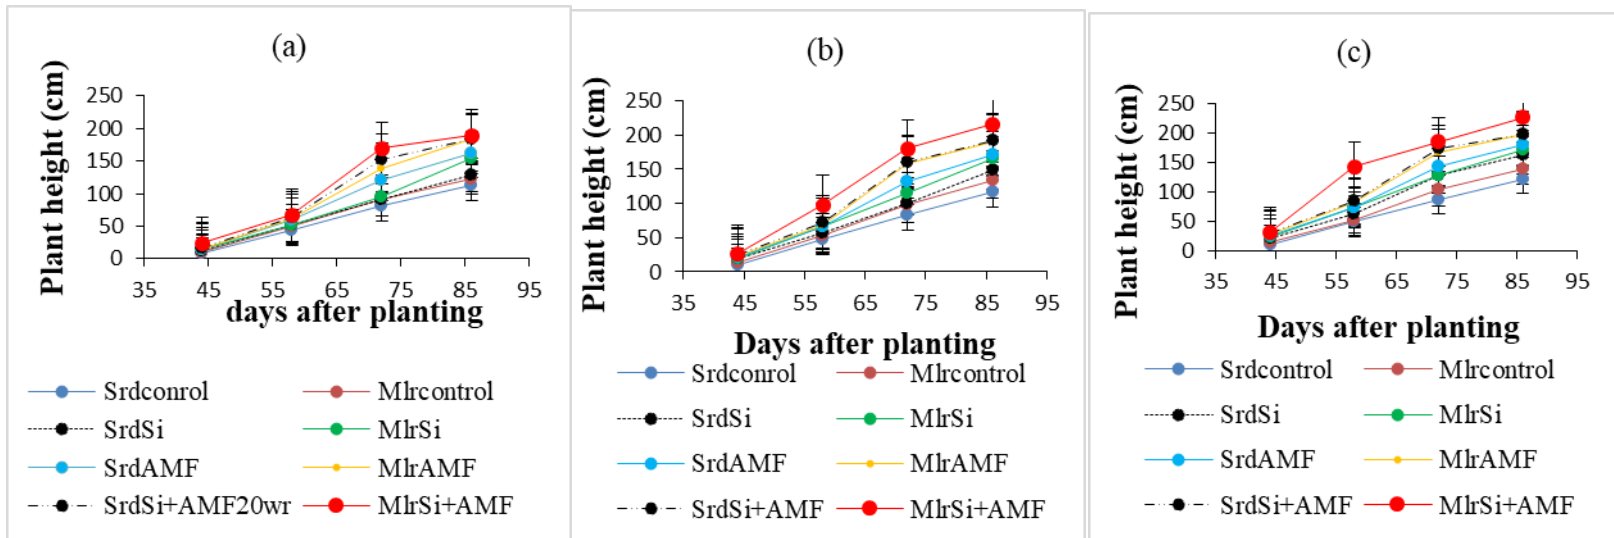 (a)
Plant height (cm)
250
200
150
100
50
0
35 45 55 65 75 85 95
days after planting
Srdconrol Mlrcontrol
SrdSi MlrSi
SrdAMF MlrAMF
SrdSi+AMF20wr MlrSi+AMF
(b)
Plant height (cm)
250
200
150
100
50
0
35 45 55 65 75 85 95
Days after planting
Srdconrol Mlrcontrol
SrdSi MlrSi
SrdAMF MlrAMF
SrdSi+AMF MlrSi+AMF
(c)
Plant height (cm)
250
200
150
100
50
0
35 45 55 65 75 85 95
Days after planting
Srdcontrol Mlrcontrol
SrdSi MlrSi
SrdAMF MlrAMF
SrdSi+AMF MlrSi+AMF